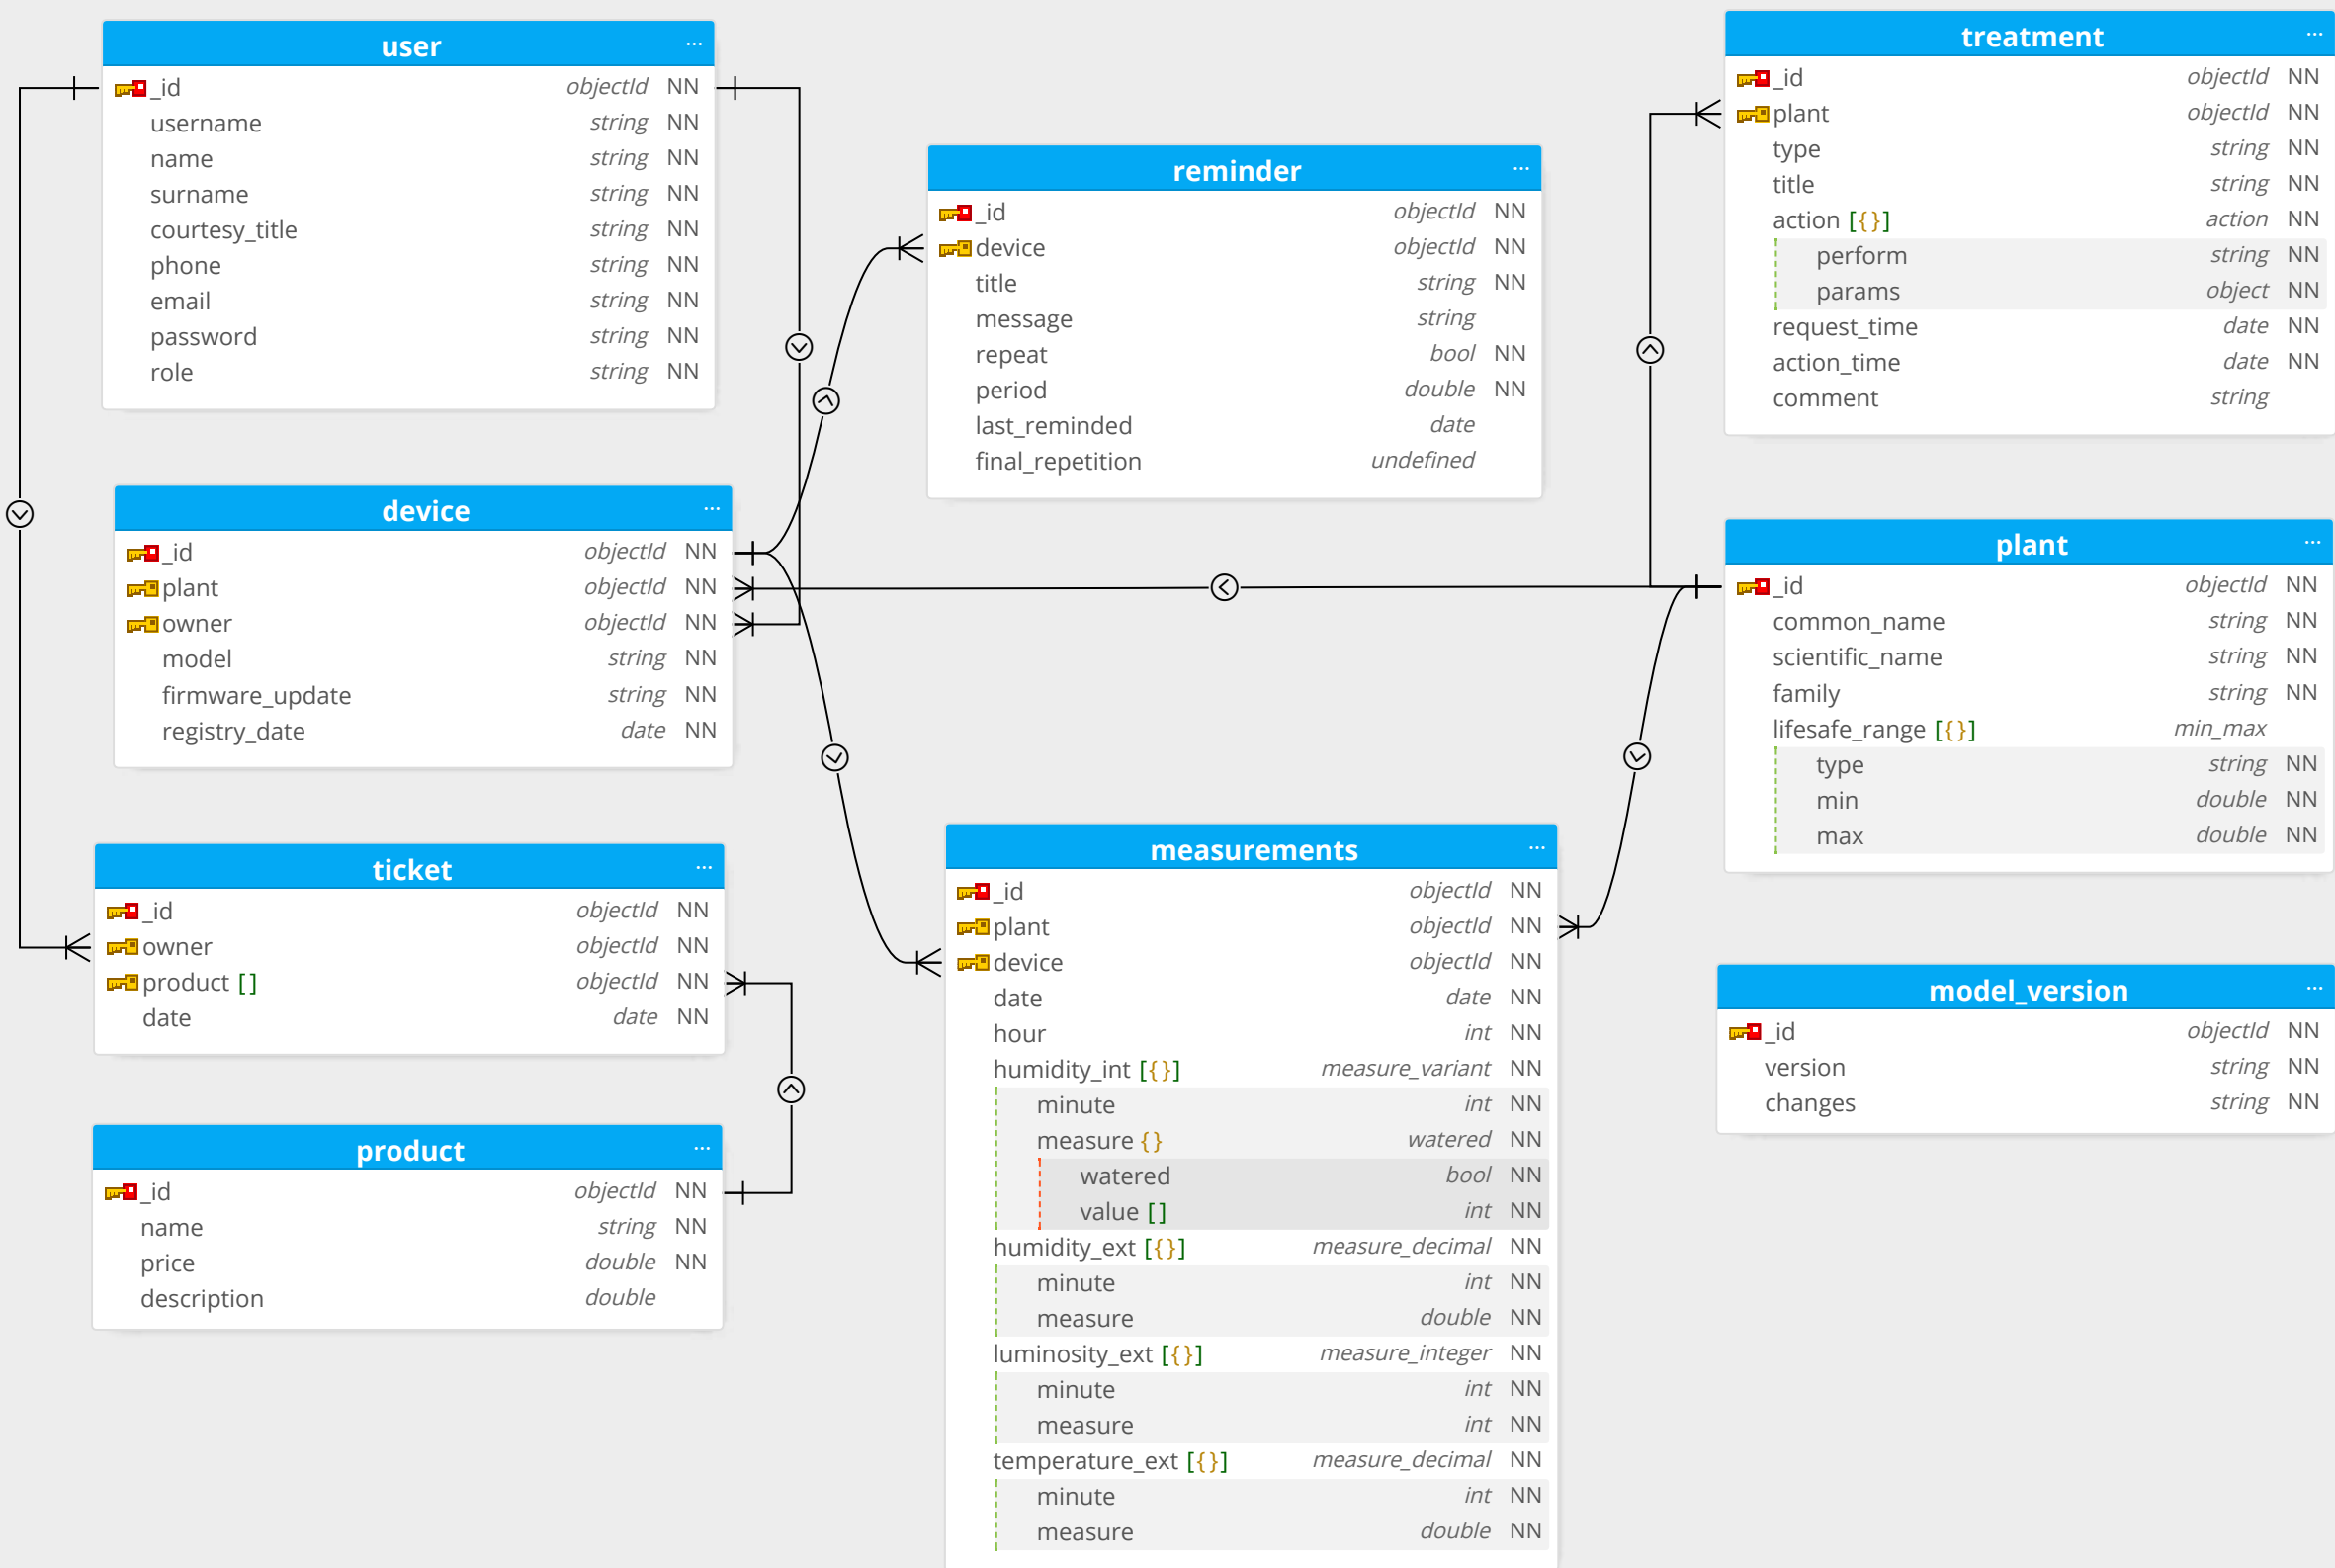 user ...
_id objectId NN
username string NN
name string NN
surname string NN
courtesy_title string NN
phone string NN
email string NN
password string NN
role string NN
device ...
_id objectId NN
plant objectId NN
owner objectId NN
model string NN
firmware_update string NN
registry_date date NN
ticket ...
_id objectId NN
owner objectId NN
product [] objectId NN
date date NN
product ...
_id objectId NN
name string NN
price double NN
description double
reminder ...
_id objectId NN
device objectId NN
title string NN
message string
repeat bool NN
period double NN
last_reminded date
final_repetition undefined
measurements ...
_id objectId NN
plant objectId NN
device objectId NN
date date NN
hour int NN
humidity_int [{}] measure_variant NN
minute int NN
measure {} watered NN
watered bool NN
value [] int NN
humidity_ext [{}] measure_decimal NN
minute int NN
measure double NN
luminosity_ext [{}] measure_integer NN
minute int NN
measure int NN
temperature_ext [{}] measure_decimal NN
minute int NN
measure double NN
treatment ...
_id objectId NN
plant objectId NN
type string NN
title string NN
action [{}] action NN
perform string NN
params object NN
request_time date NN
action_time date NN
comment string
plant ...
_id objectId NN
common_name string NN
scientific_name string NN
family string NN
lifesafe_range [{}] min_max
type string NN
min double NN
max double NN
model_version ...
_id objectId NN
version string NN
changes string NN